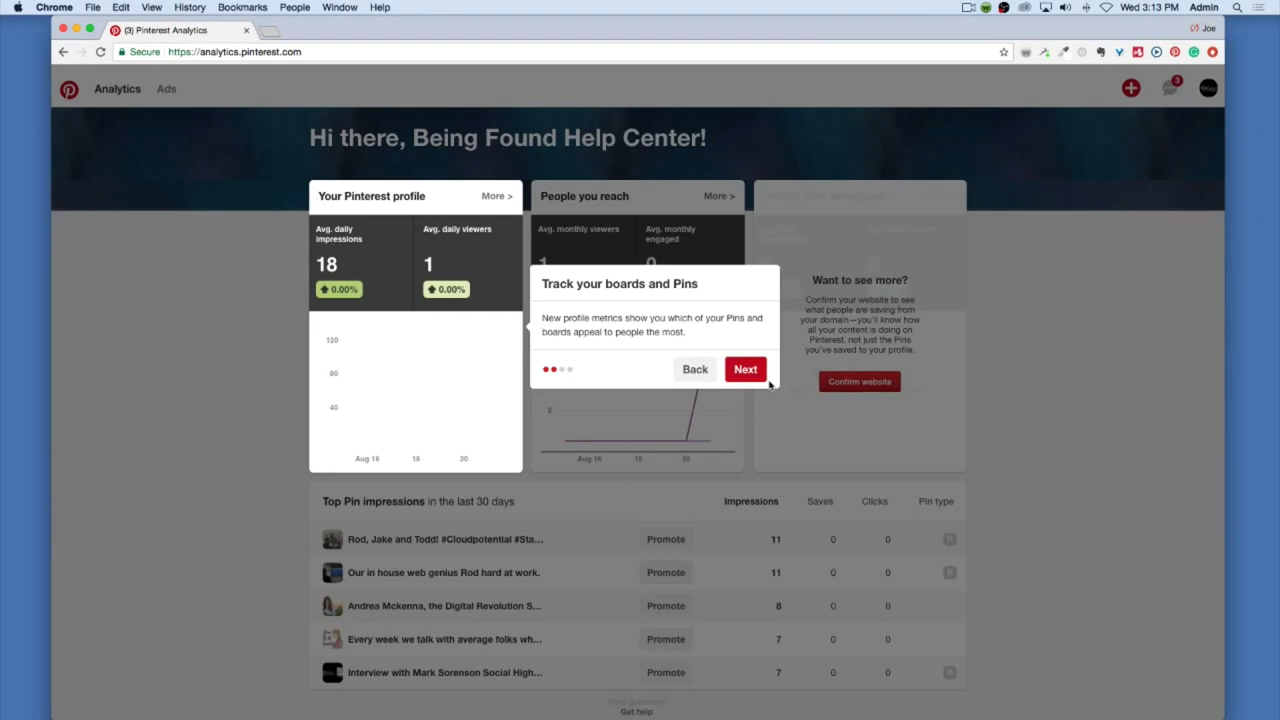 Chrome File Edit View History Bookmarks People Window Help Wed 3:13 PM Admin
(3) Pinterest Analytics Joe
Secure https://analytics.pinterest.com
Analytics Ads 3
Hi there, Being Found Help Center!
Your Pinterest profile More >
Avg. daily
impressions
Avg. daily viewers
18 1
0.00% 0.00%
120
80
40
Aug 16 18 20
People you reach More >
Avg. monthly viewers
Avg. monthly
engaged
1 0
Track your boards and Pins
New profile metrics show you which of your Pins and
boards appeal to people the most.
Back Next
2
Aug 16 18 20
Want to see more?
Confirm your website to see
what people are saving from
your domain—you'll know how
all your content is doing on
Pinterest, not just the Pins
you've saved to your profile.
Confirm website
Top Pin impressions in the last 30 days Impressions Saves Clicks Pin type
Rod, Jake and Todd! #Cloudpotential #Sta... Promote 11 0 0 R
Our in house web genius Rod hard at work. Promote 11 0 0 R
Andrea Mckenna, the Digital Revolution S... Promote 8 0 0
Every week we talk with average folks wh... Promote 7 0 0
Interview with Mark Sorenson Social High... Promote 7 0 0 R
More questions?
Get help